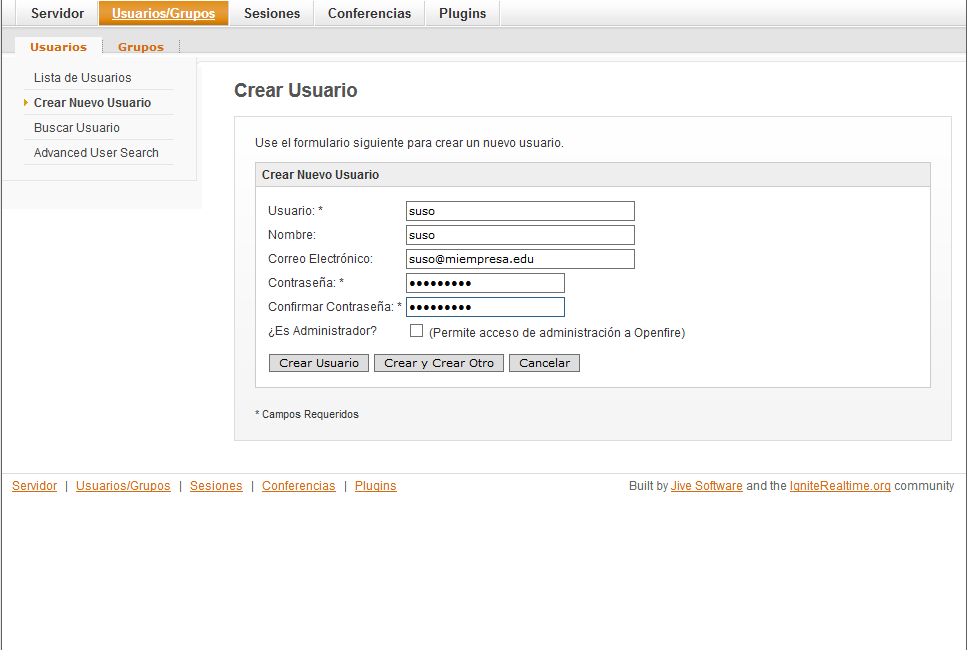 Servidor Usuarios/Grupos Sesiones Conferencias Plugins
Usuarios Grupos
Lista de Usuarios
Crear Nuevo Usuario
Buscar Usuario
Advanced User Search
Crear Usuario
Use el formulario siguiente para crear un nuevo usuario.
Crear Nuevo Usuario
Usuario: * suso
Nombre: suso
Correo Electrónico: suso@miempresa.edu
Contraseña: * •••••••••
Confirmar Contraseña: * •••••••••
¿Es Administrador? (Permite acceso de administración a Openfire)
Crear Usuario Crear y Crear Otro Cancelar
* Campos Requeridos
Servidor | Usuarios/Grupos | Sesiones | Conferencias | Plugins Built by Jive Software and the IgniteRealtime.org community